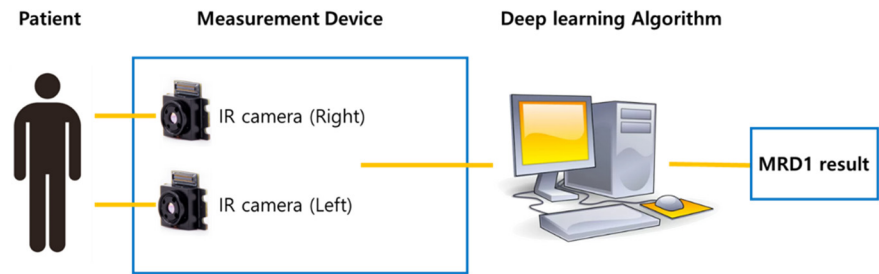 Patient
Measurement Device
Deep learning Algorithm
IR camera (Right)
IR camera (Left)
MRD1 result